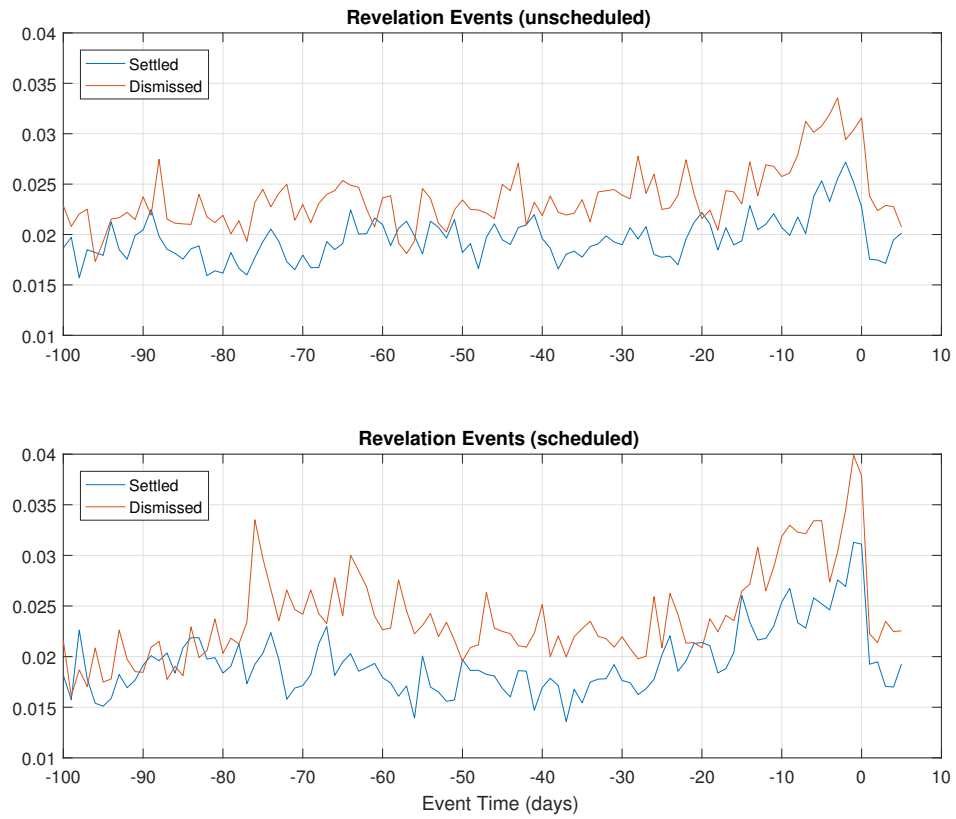 Revelation Events (unscheduled)
0.04
0.035
0.03
0.025
0.02
0.015
0.01
Settled
Dismissed
-100 -90 -80 -70 -60 -50 -40 -30 -20 -10 0 10
Revelation Events (scheduled)
0.04
0.035
0.03
0.025
0.02
0.015
0.01
Settled
Dismissed
-100 -90 -80 -70 -60 -50 -40 -30 -20 -10 0 10
Event Time (days)